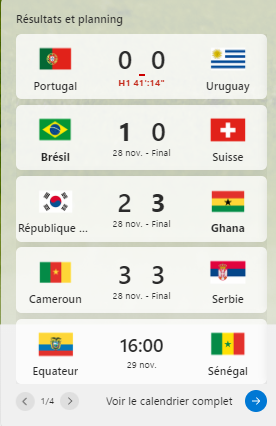 Résultats et planning
0 0
H1 41':14"
Portugal Uruguay
1 0
28 nov. - Final
Brésil Suisse
2 3
28 nov. - Final
République ... Ghana
3 3
28 nov. - Final
Cameroun Serbie
16:00
29 nov.
Equateur Sénégal
1/4 Voir le calendrier complet